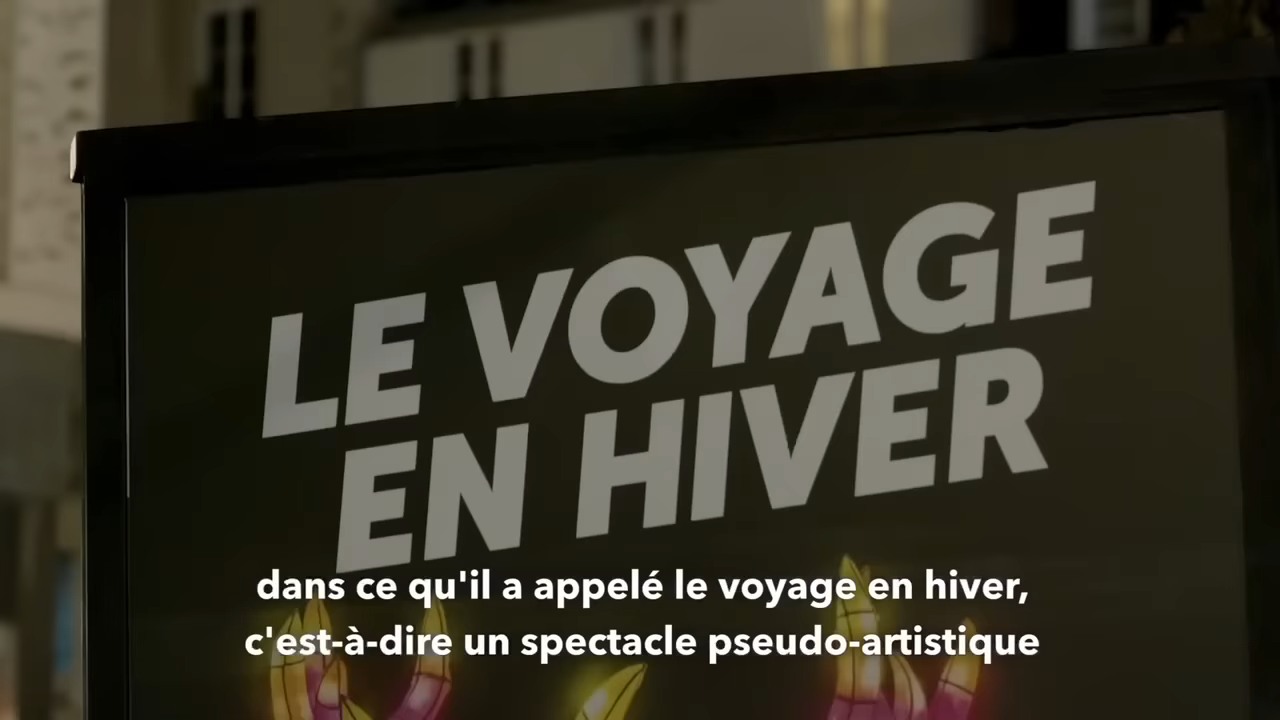 LE VOYAGE
EN HIVER
dans ce qu'il a appelé le voyage en hiver,
c'est-à-dire un spectacle pseudo-artistique